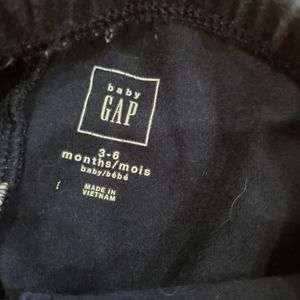 baby
GAP
3-6
months/mois
baby/bébé
MADE IN
VIETNAM